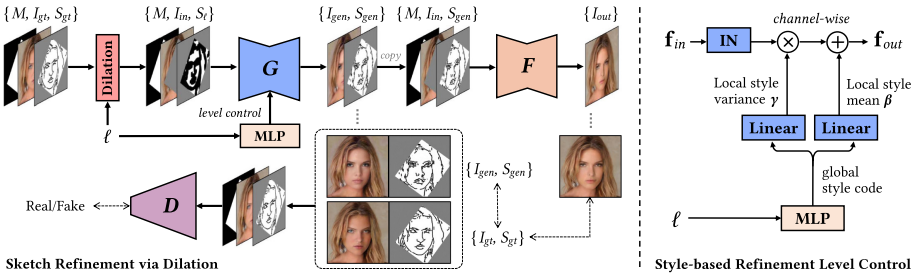 {M, I_gt, S_gt}
{M, I_in, S_ℓ}
{I_gen, S_gen}
{M, I_in, S_gen}
{I_out}
Dilation
G
copy
F
level control
ℓ
MLP
Real/Fake
D
{I_gen, S_gen}
{I_gt, S_gt}
Sketch Refinement via Dilation
channel-wise
f_in
IN
×
+
f_out
Local style
variance γ
Local style
mean β
Linear
Linear
global
style code
ℓ
MLP
Style-based Refinement Level Control